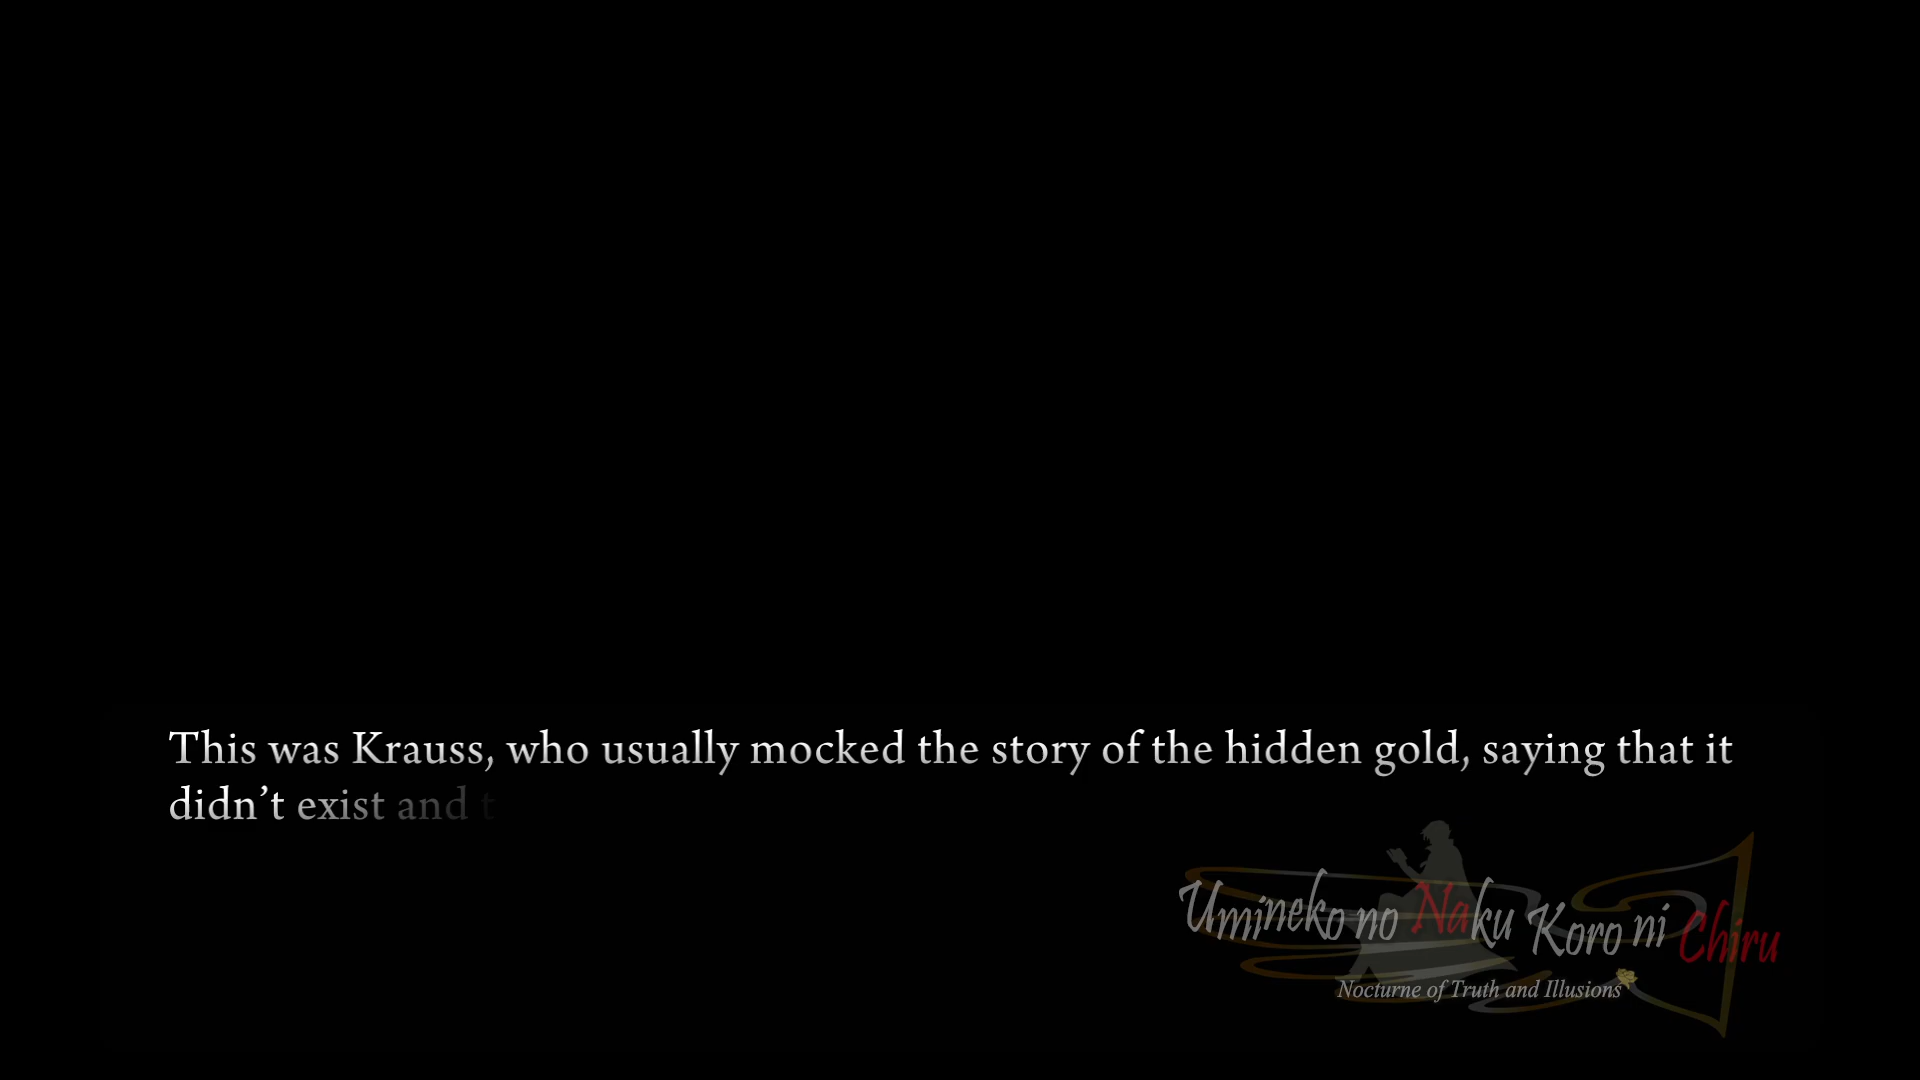 This was Krauss, who usually mocked the story of the hidden gold, saying that it
didn’t exist and t
Umineko no Naku Koro ni Chiru
Nocturne of Truth and Illusions